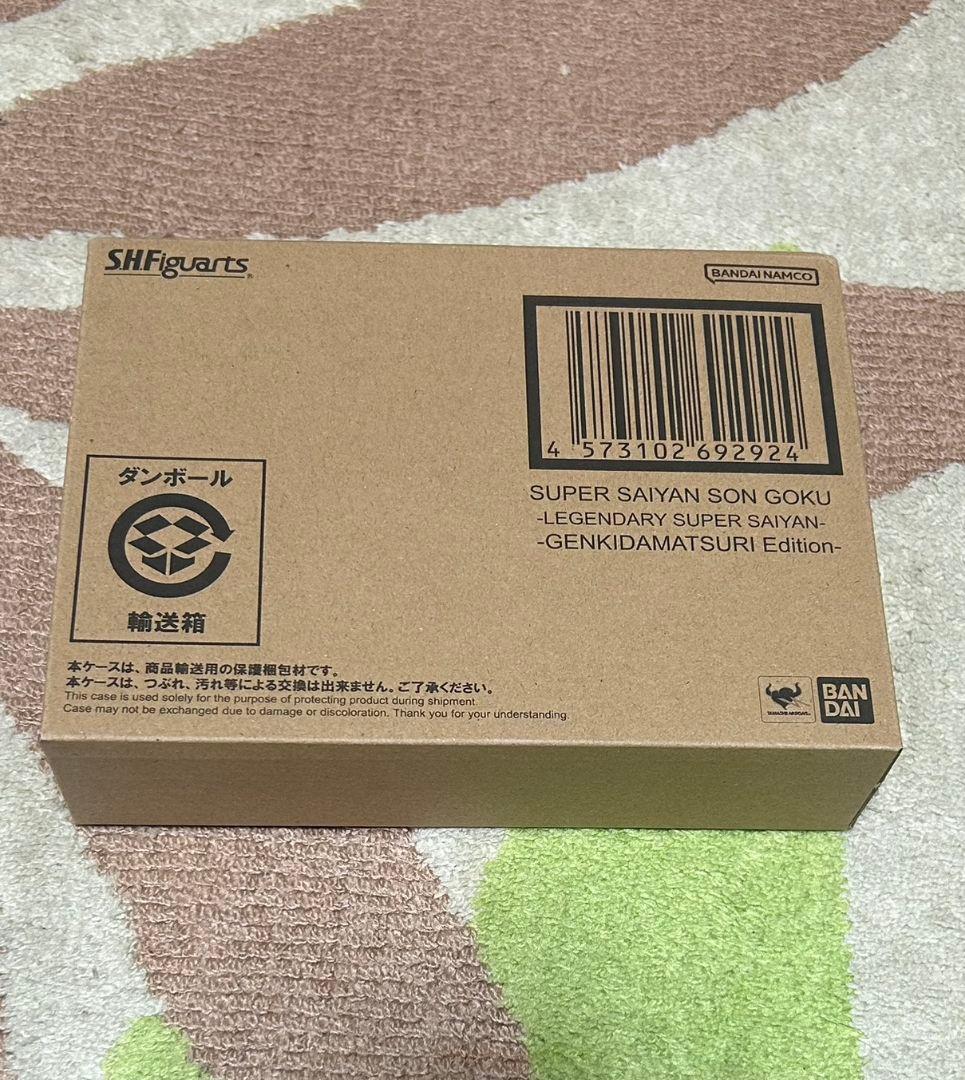 S.H.Figuarts®
BANDAI NAMCO
4 573102 692924
SUPER SAIYAN SON GOKU
-LEGENDARY SUPER SAIYAN-
-GENKIDAMATSURI Edition-
ダンボール
輸送箱
本ケースは、商品輸送用の保護梱包材です。
本ケースは、つぶれ、汚れ等による交換は出来ません。ご了承ください。
This case is used solely for the purpose of protecting product during shipment.
Case may not be exchanged due to damage or discoloration. Thank you for your understanding.
BAN
DAI